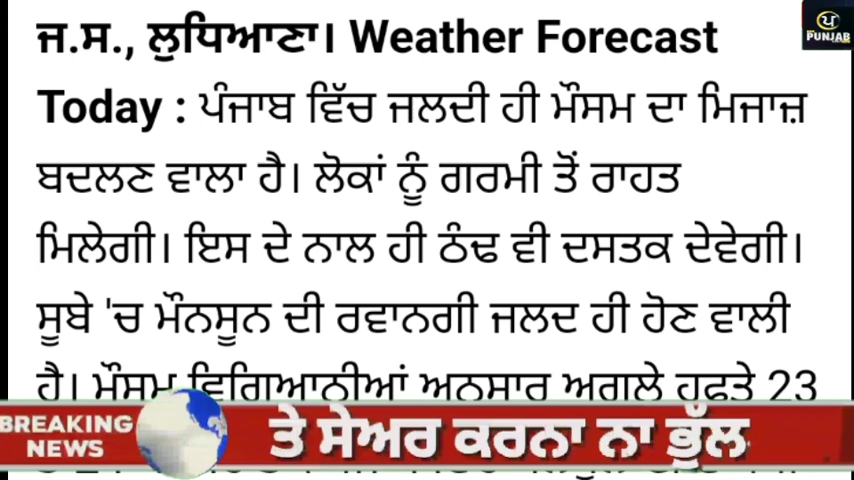 ਜ.ਸ., ਲੁਧਿਆਣਾ। Weather Forecast
PUNJAB
Today : ਪੰਜਾਬ ਵਿੱਚ ਜਲਦੀ ਹੀ ਮੌਸਮ ਦਾ ਮਿਜਾਜ਼
ਬਦਲਣ ਵਾਲਾ ਹੈ। ਲੋਕਾਂ ਨੂੰ ਗਰਮੀ ਤੋਂ ਰਾਹਤ
ਮਿਲੇਗੀ। ਇਸ ਦੇ ਨਾਲ ਹੀ ਠੰਢ ਵੀ ਦਸਤਕ ਦੇਵੇਗੀ।
ਸੂਬੇ 'ਚ ਮੌਨਸੂਨ ਦੀ ਰਵਾਨਗੀ ਜਲਦ ਹੀ ਹੋਣ ਵਾਲੀ
ਹੈ। ਮੌਸਮ ਵਿਗਿਆਨੀਆਂ ਅਨੁਸਾਰ ਅਗਲੇ ਹਫਤੇ 23
BREAKING
NEWS
ਤੇ ਸੇਅਰ ਕਰਨਾ ਨਾ ਭੁੱਲ